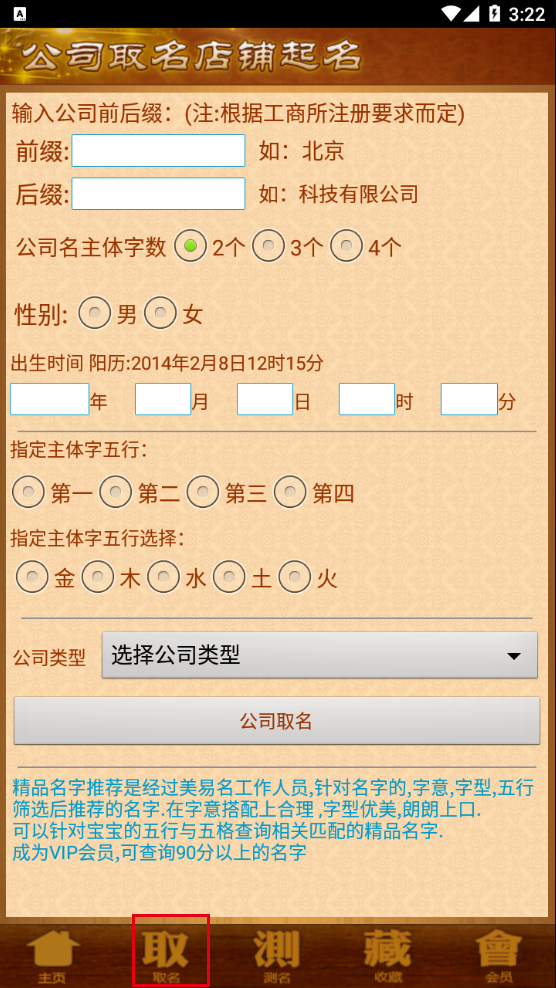 A
3:22
公司取名店铺起名
输入公司前后缀：(注:根据工商所注册要求而定)
前缀: 如：北京
后缀: 如：科技有限公司
公司名主体字数 2个 3个 4个
性别: 男 女
出生时间 阳历:2014年2月8日12时15分
年 月 日 时 分
指定主体字五行：
第一 第二 第三 第四
指定主体字五行选择：
金 木 水 土 火
公司类型 选择公司类型
公司取名
精品名字推荐是经过美易名工作人员,针对名字的,字意,字型,五行
筛选后推荐的名字.在字意搭配上合理 ,字型优美,朗朗上口.
可以针对宝宝的五行与五格查询相关匹配的精品名字.
成为VIP会员,可查询90分以上的名字
取 測 藏 會
主页 取名 测名 收藏 会员